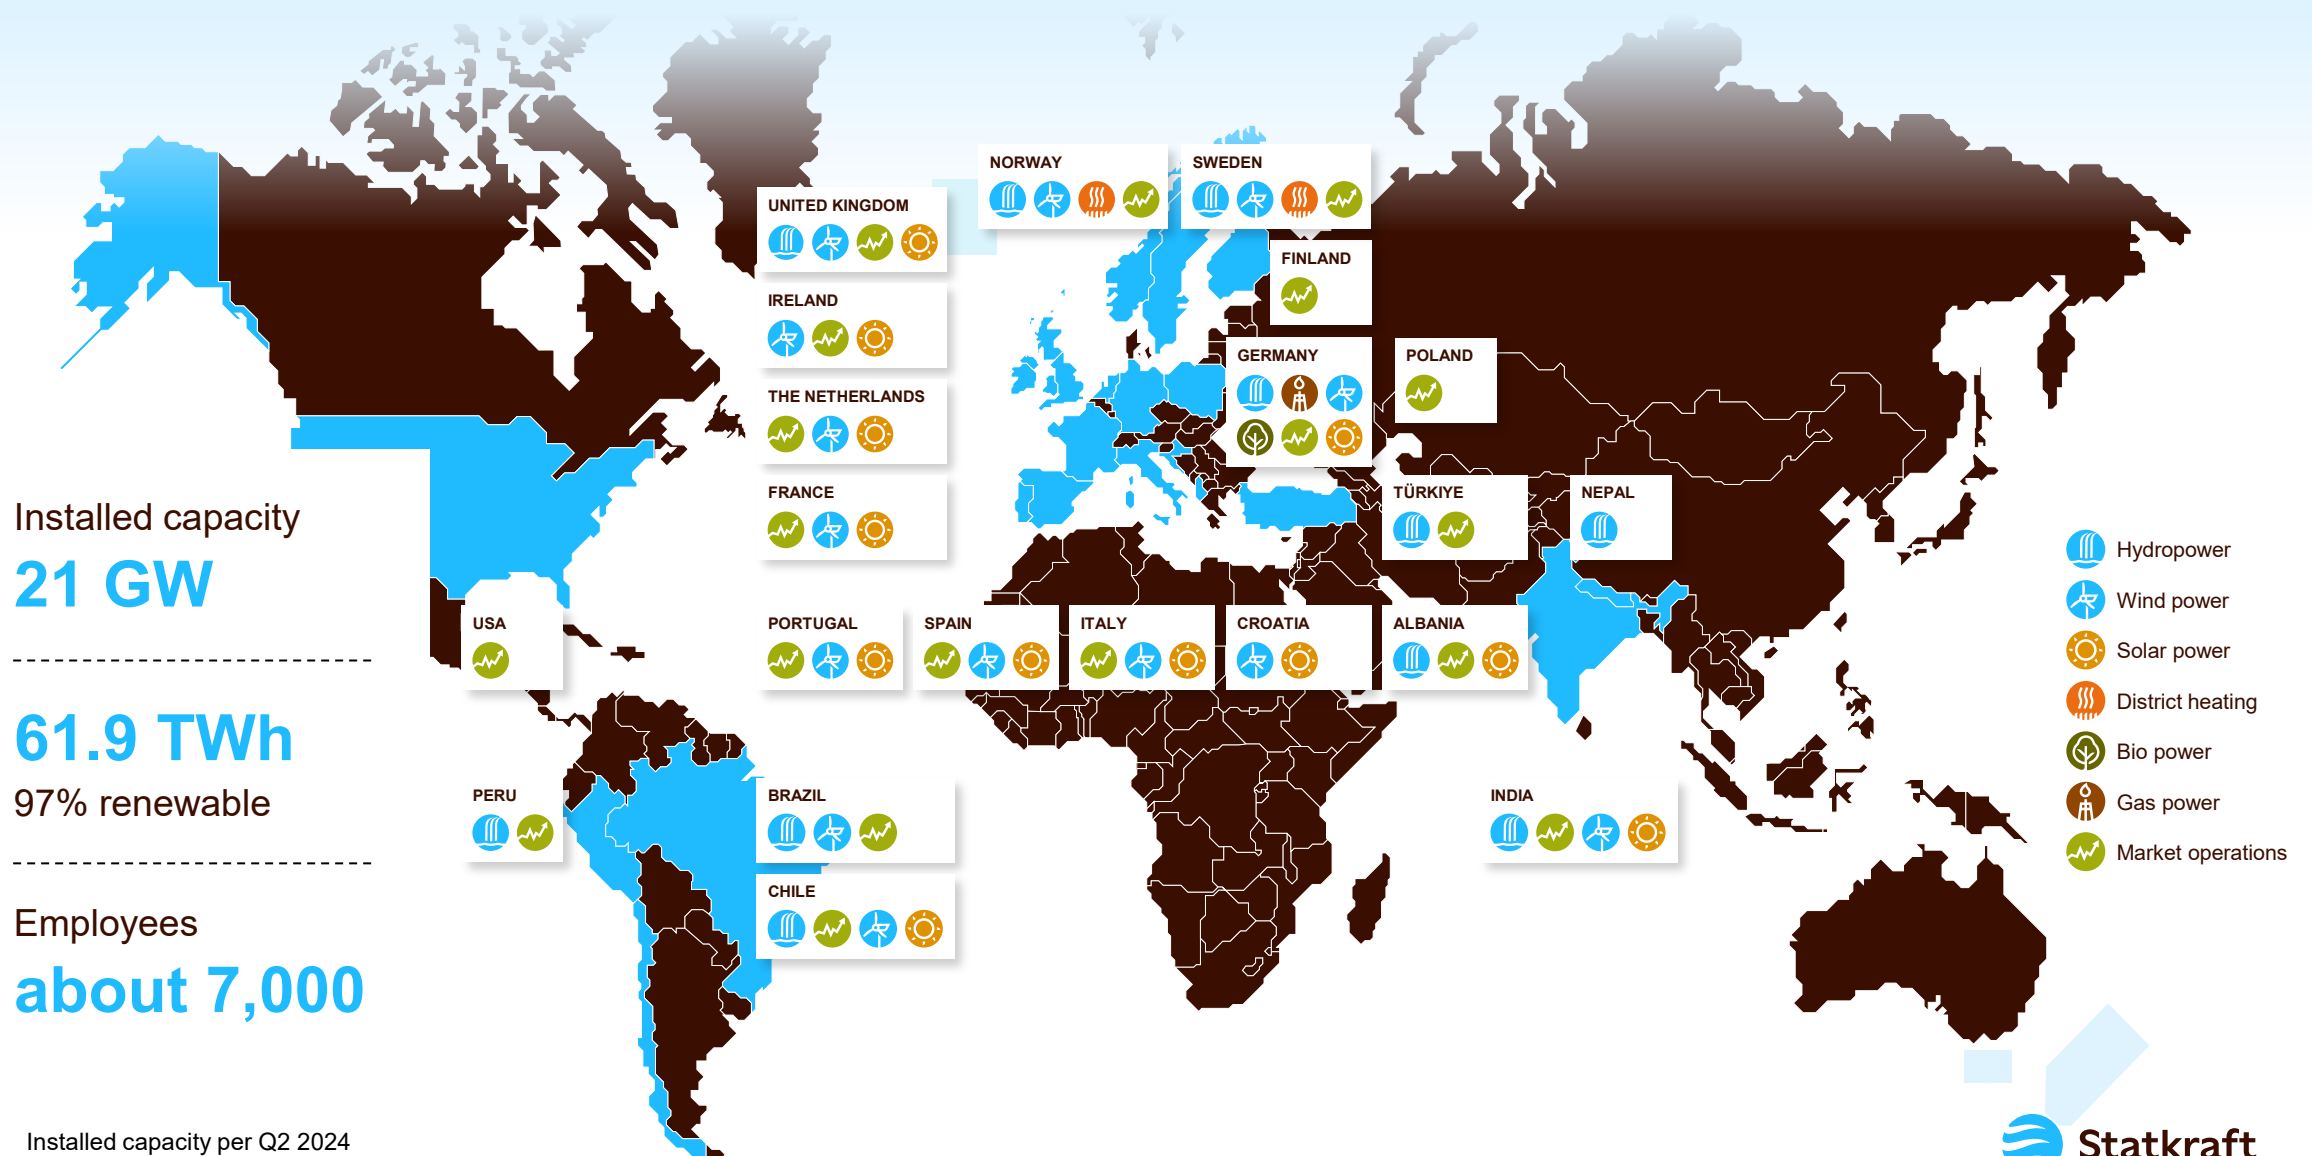 NORWAY
SWEDEN
UNITED KINGDOM
FINLAND
IRELAND
GERMANY
POLAND
THE NETHERLANDS
FRANCE
TÜRKIYE
NEPAL
Installed capacity
21 GW
61.9 TWh
97% renewable
Employees
about 7,000
USA
PORTUGAL
SPAIN
ITALY
CROATIA
ALBANIA
PERU
BRAZIL
INDIA
CHILE
Hydropower
Wind power
Solar power
District heating
Bio power
Gas power
Market operations
Installed capacity per Q2 2024
Statkraft